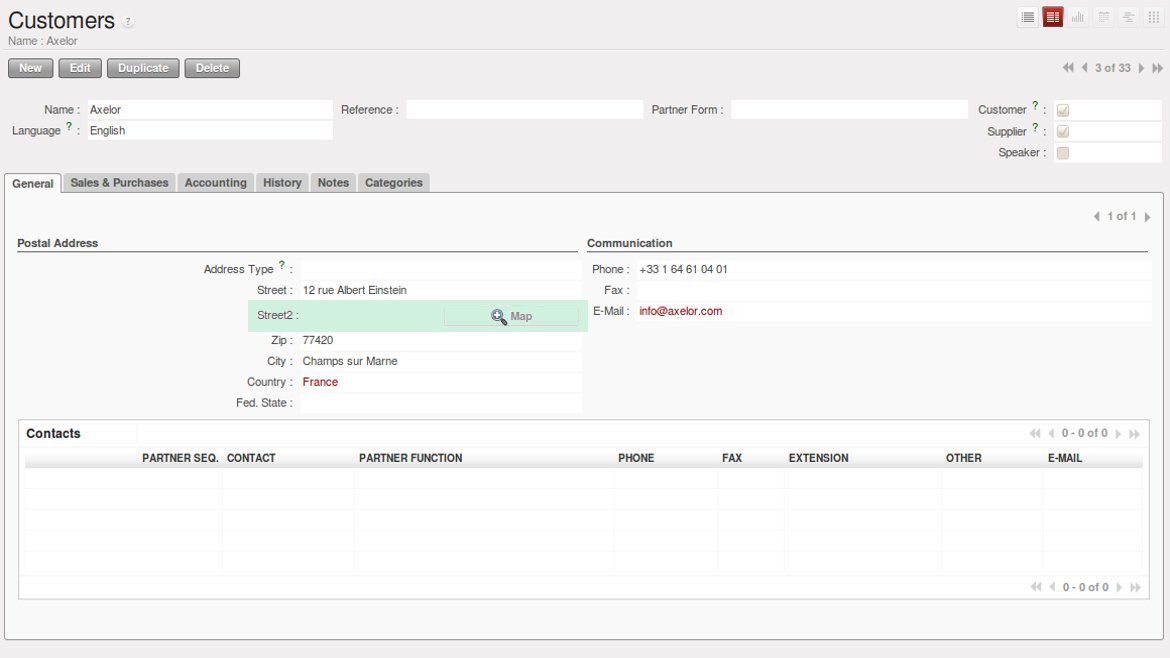 Customers ?
Name : Axelor
New Edit Duplicate Delete 3 of 33
Name : Axelor Reference : Partner Form : Customer ? :
Language ? : English Supplier ? :
Speaker :
General Sales & Purchases Accounting History Notes Categories
1 of 1
Postal Address Communication
Address Type ? : Phone : +33 1 64 61 04 01
Street : 12 rue Albert Einstein Fax :
Street2 : Map E-Mail : info@axelor.com
Zip : 77420
City : Champs sur Marne
Country : France
Fed. State :
Contacts 0 - 0 of 0
PARTNER SEQ. CONTACT PARTNER FUNCTION PHONE FAX EXTENSION OTHER E-MAIL
0 - 0 of 0